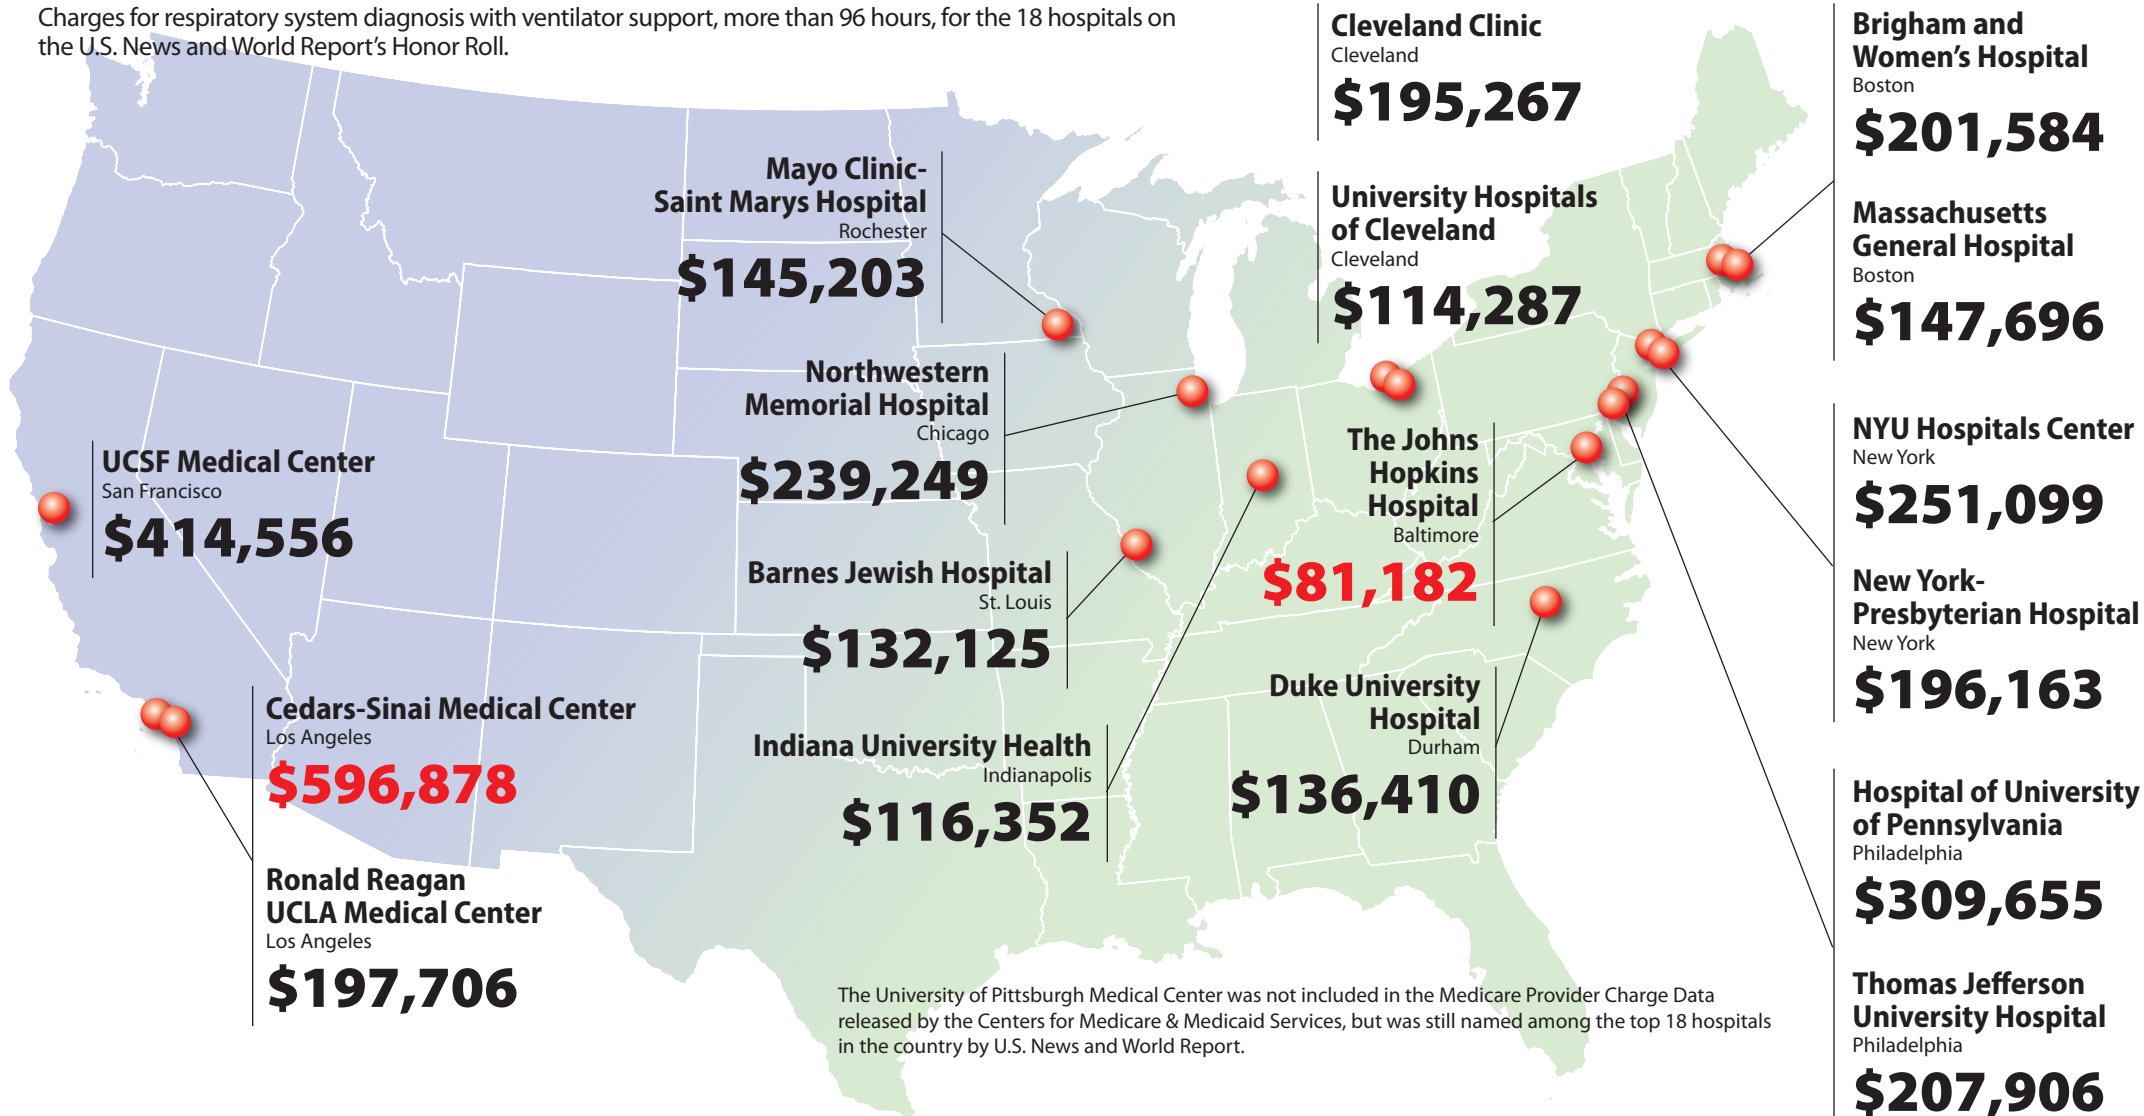 Charges for respiratory system diagnosis with ventilator support, more than 96 hours, for the 18 hospitals on
the U.S. News and World Report's Honor Roll.
Cleveland Clinic
Cleveland
$195,267
University Hospitals
of Cleveland
Cleveland
$114,287
Brigham and
Women's Hospital
Boston
$201,584
Massachusetts
General Hospital
Boston
$147,696
Mayo Clinic-
Saint Marys Hospital
Rochester
$145,203
Northwestern
Memorial Hospital
Chicago
$239,249
UCSF Medical Center
San Francisco
$414,556
Barnes Jewish Hospital
St. Louis
$132,125
The Johns
Hopkins
Hospital
Baltimore
$81,182
NYU Hospitals Center
New York
$251,099
New York-
Presbyterian Hospital
New York
$196,163
Cedars-Sinai Medical Center
Los Angeles
$596,878
Ronald Reagan
UCLA Medical Center
Los Angeles
$197,706
Indiana University Health
Indianapolis
$116,352
Duke University
Hospital
Durham
$136,410
Hospital of University
of Pennsylvania
Philadelphia
$309,655
Thomas Jefferson
University Hospital
Philadelphia
$207,906
The University of Pittsburgh Medical Center was not included in the Medicare Provider Charge Data
released by the Centers for Medicare & Medicaid Services, but was still named among the top 18 hospitals
in the country by U.S. News and World Report.